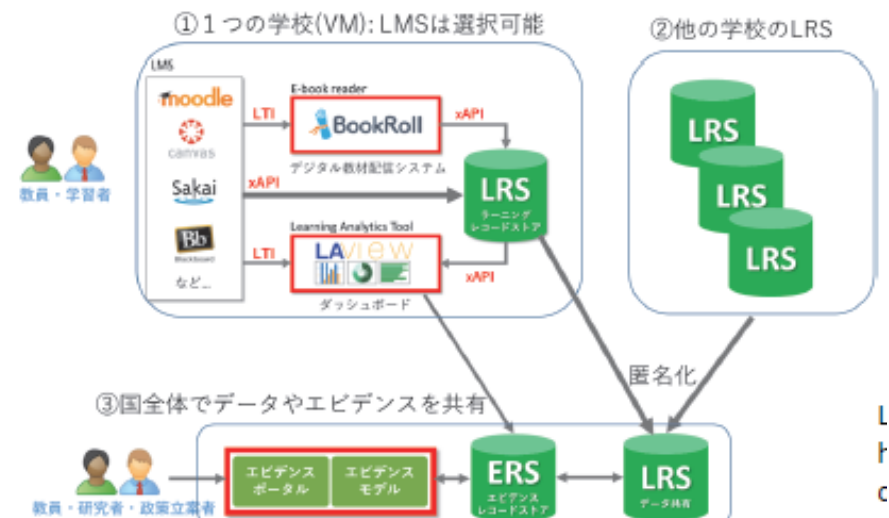 ①１つの学校(VM): LMSは選択可能
②他の学校のLRS
LMS
moodle
canvas
Sakai
Bb
Blackboard
など…
教員・学習者
LTI
E-book reader
BookRoll
xAPI
デジタル教材配信システム
xAPI
LRS
ラーニング
レコードストア
LTI
Learning Analytics Tool
LAView
xAPI
ダッシュボード
LRS
LRS
LRS
匿名化
③国全体でデータやエビデンスを共有
教員・研究者・政策立案者
エビデンス
ポータル
エビデンス
モデル
ERS
エビデンス
レコードストア
LRS
データ共有
L
h